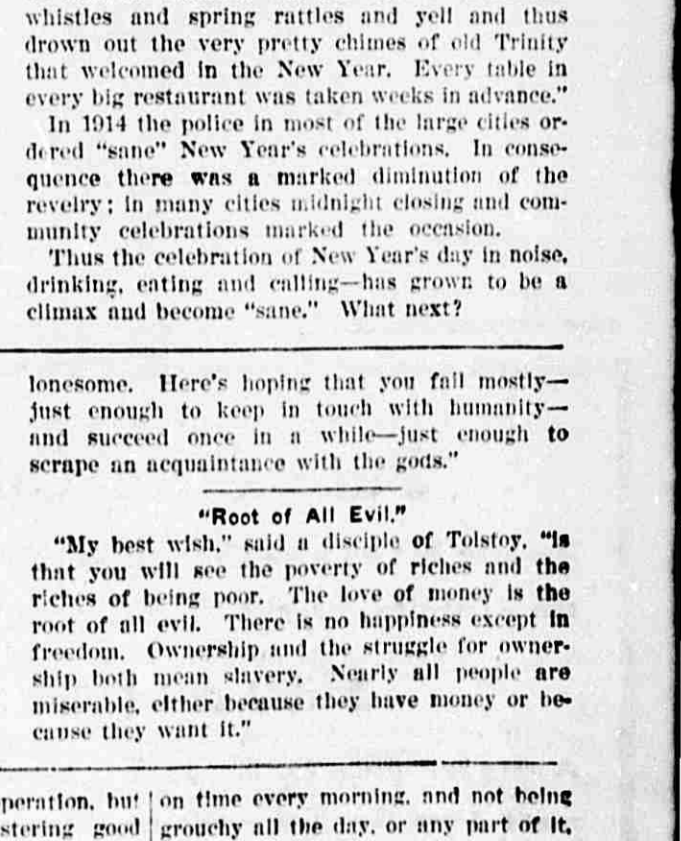 whistles and spring rattles and yell and thus
drown out the very pretty chimes of old Trinity
that welcomed in the New Year. Every table in
every big restaurant was taken weeks in advance."
In 1914 the police in most of the large cities or-
dered "sane" New Year's celebrations. In conse-
quence there was a marked diminution of the
revelry; in many cities midnight closing and com-
munity celebrations marked the occasion.
Thus the celebration of New Year's day in noise,
drinking, eating and calling—has grown to be a
climax and become "sane." What next?
lonesome. Here's hoping that you fail mostly—
just enough to keep in touch with humanity—
and succeed once in a while—just enough to
scrape an acquaintance with the gods."
"Root of All Evil."
"My best wish," said a disciple of Tolstoy, "is
that you will see the poverty of riches and the
riches of being poor. The love of money is the
root of all evil. There is no happiness except in
freedom. Ownership and the struggle for owner-
ship both mean slavery. Nearly all people are
miserable, either because they have money or be-
cause they want it."
peration, but
stering good
on time every morning, and not being
grouchy all the day, or any part of it,